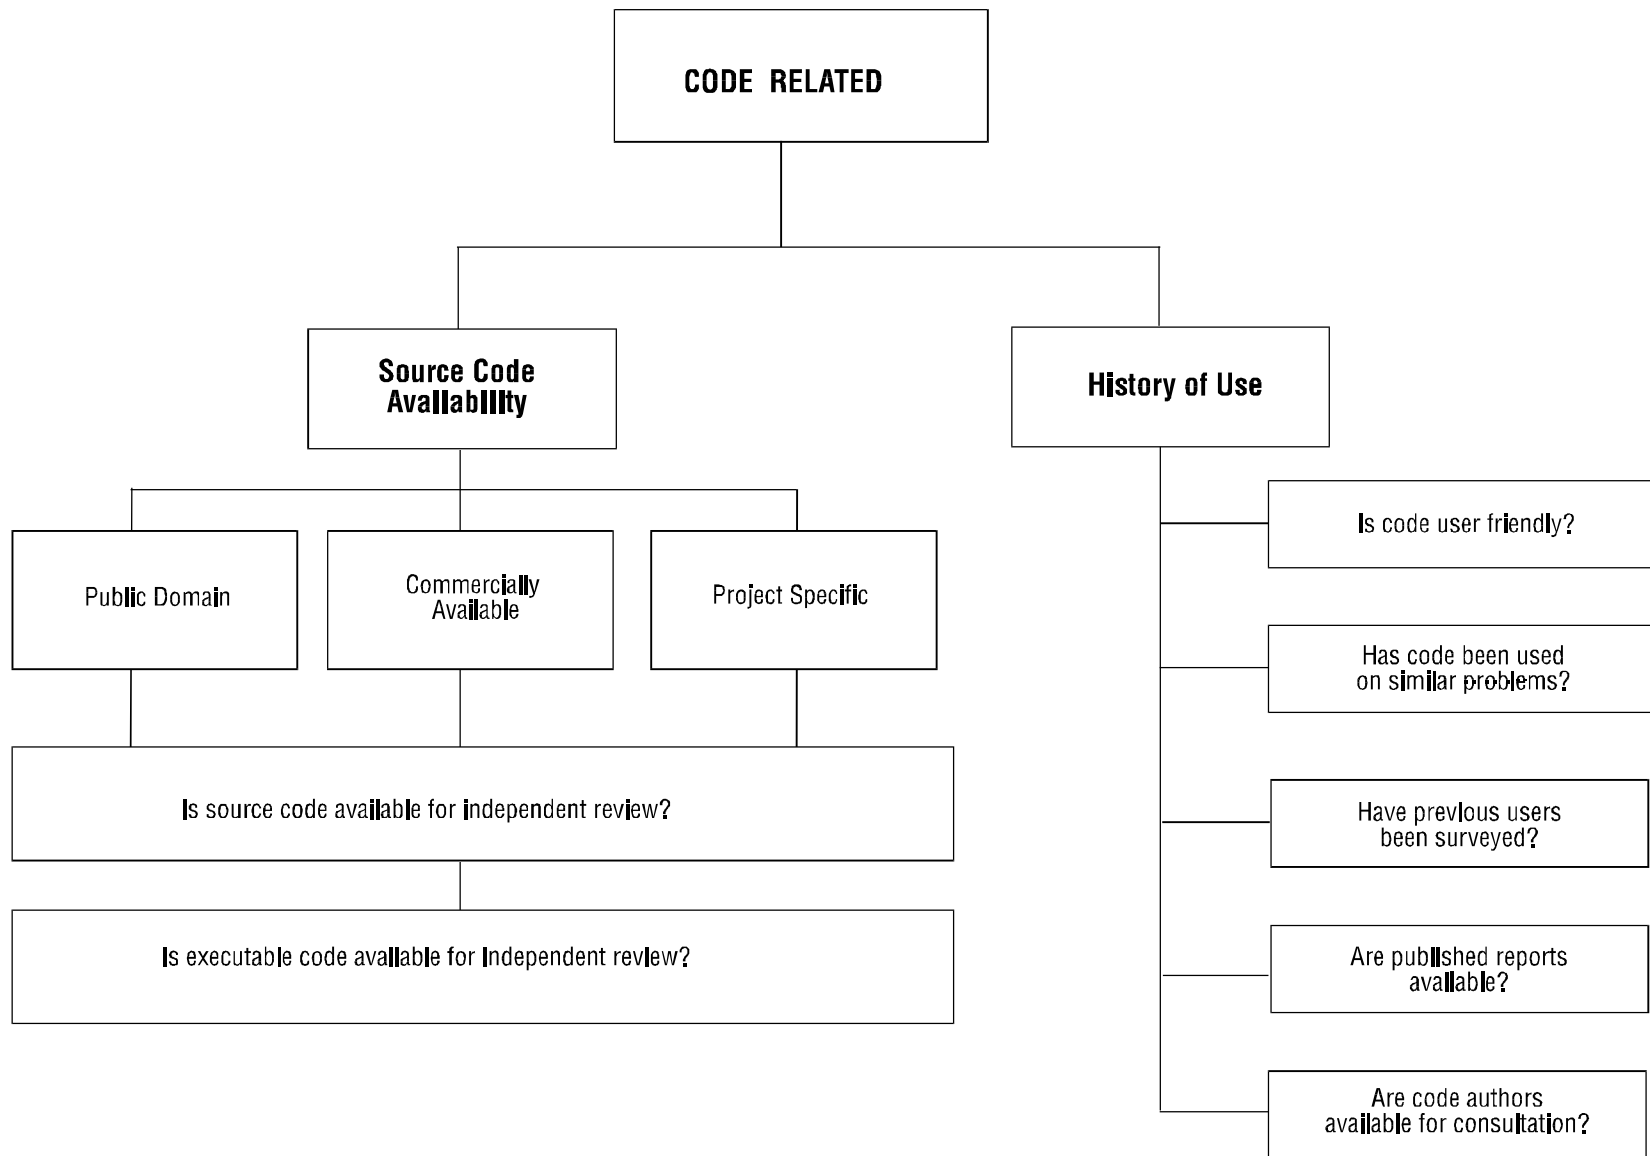 CODE RELATED
Source Code
Availability
History of Use
Public Domain
Commercially
Available
Project Specific
Is source code available for independent review?
Is executable code available for Independent review?
Is code user friendly?
Has code been used
on similar problems?
Have previous users
been surveyed?
Are published reports
available?
Are code authors
available for consultation?